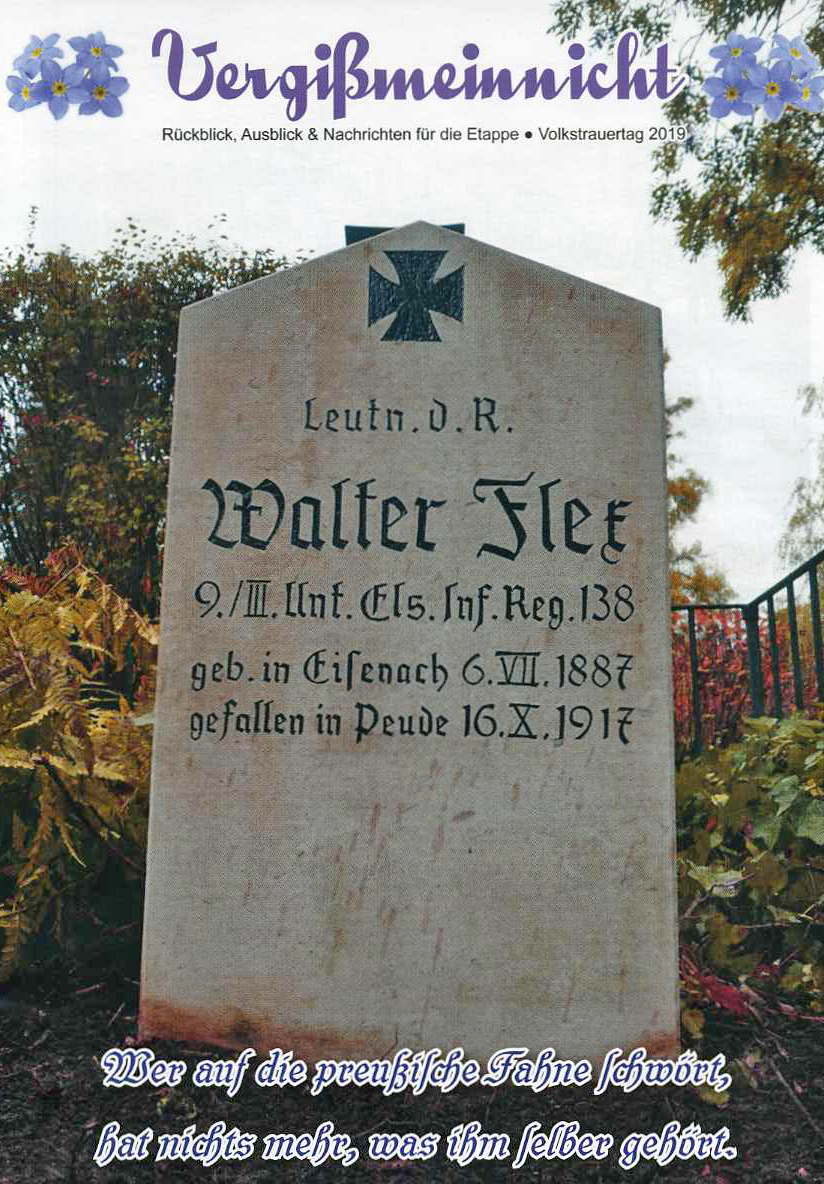 Vergißmeinnicht
Rückblick, Ausblick & Nachrichten für die Etappe ● Volkstrauertag 2019
Leutn. d. R.
Walter Flex
9./III. Unt. Els. Inf. Reg. 138
geb. in Eisenach 6. VII. 1887
gefallen in Peude 16. X. 1917
Wer auf die preußische Fahne schwört,
hat nichts mehr, was ihm selber gehört.